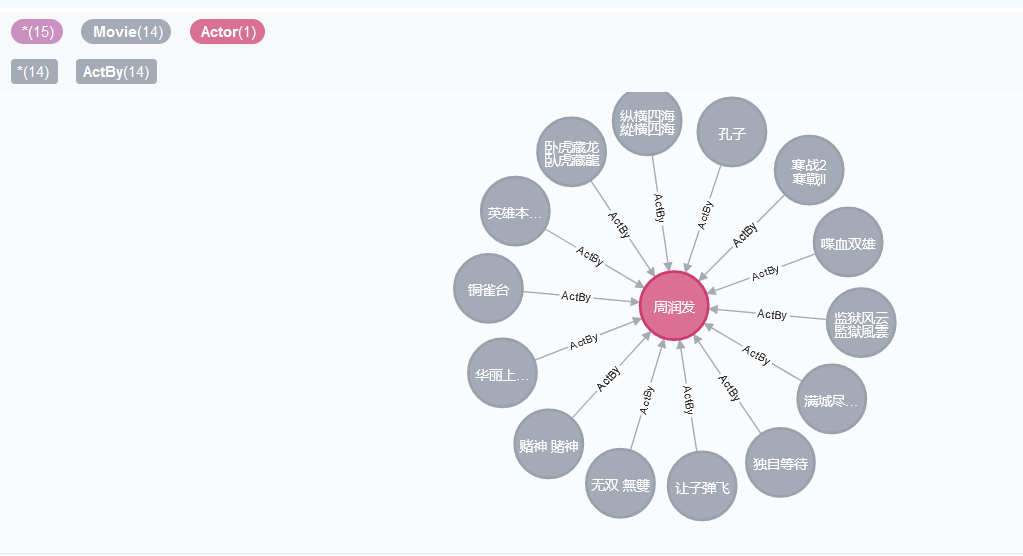 *(15) Movie(14) Actor(1)
*(14) ActBy(14)
纵横四海
縱橫四海
孔子
卧虎藏龙
臥虎藏龍
寒战2
寒戰II
英雄本…
喋血双雄
铜雀台
周润发
监狱风云
監獄風雲
华丽上…
满城尽…
赌神 賭神
独自等待
无双 無雙
让子弹飞
ActBy
ActBy
ActBy
ActBy
ActBy
ActBy
ActBy
ActBy
ActBy
ActBy
ActBy
ActBy
ActBy
ActBy